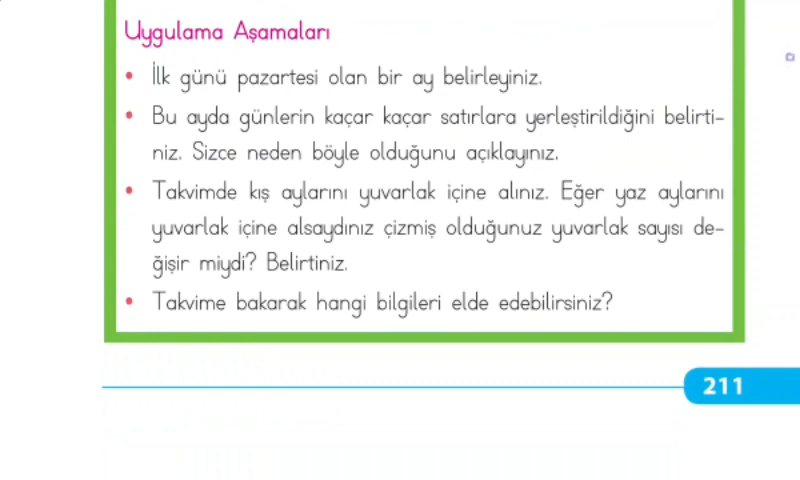 Uygulama Aşamaları
• İlk günü pazartesi olan bir ay belirleyiniz.
• Bu ayda günlerin kaçar kaçar satırlara yerleştirildiğini belirti-
niz. Sizce neden böyle olduğunu açıklayınız.
• Takvimde kış aylarını yuvarlak içine alınız. Eğer yaz aylarını
yuvarlak içine alsaydınız çizmiş olduğunuz yuvarlak sayısı de-
ğişir miydi? Belirtiniz.
• Takvime bakarak hangi bilgileri elde edebilirsiniz?
211